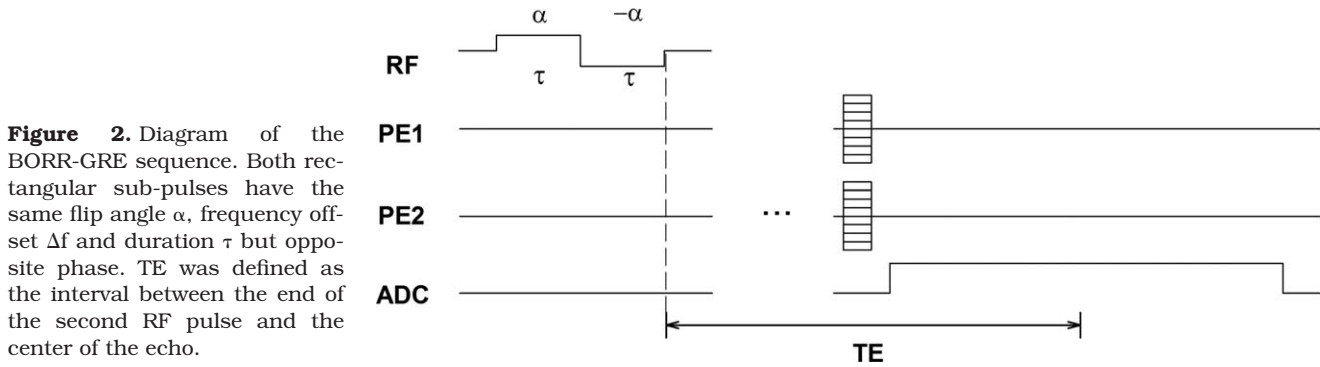 Figure 2. Diagram of the
BORR-GRE sequence. Both rec-
tangular sub-pulses have the
same flip angle α, frequency off-
set Δf and duration τ but oppo-
site phase. TE was defined as
the interval between the end of
the second RF pulse and the
center of the echo.
α -α
RF
τ τ
PE1
PE2
...
ADC
TE